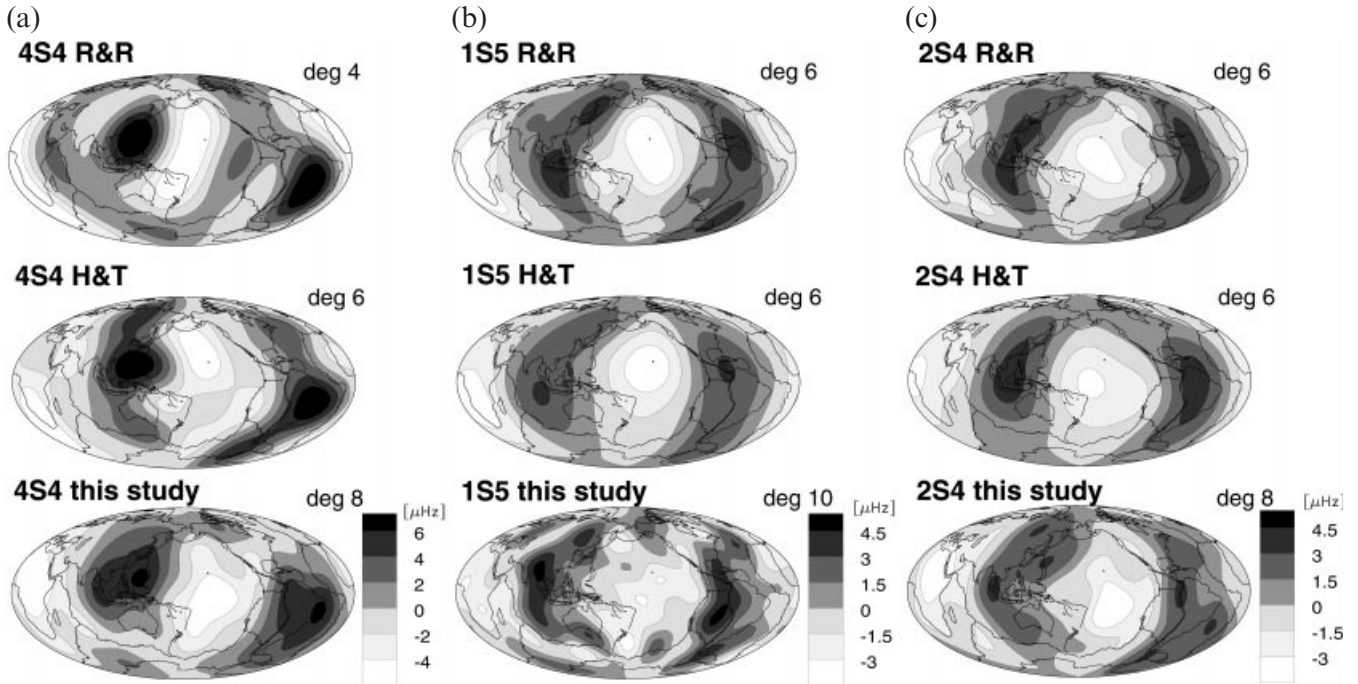 (a)
(b)
(c)
4S4 R&R
deg 4
1S5 R&R
deg 6
2S4 R&R
deg 6
4S4 H&T
deg 6
1S5 H&T
deg 6
2S4 H&T
deg 6
4S4 this study
deg 8
[μHz]
6
4
2
0
-2
-4
1S5 this study
deg 10
[μHz]
4.5
3
1.5
0
-1.5
-3
2S4 this study
deg 8
[μHz]
4.5
3
1.5
0
-1.5
-3